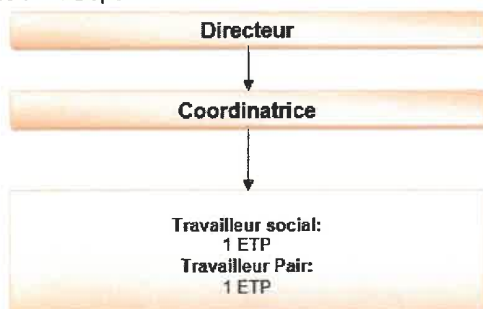 Directeur
Coordinatrice
Travailleur social:
1 ETP
Travailleur Pair:
1 ETP